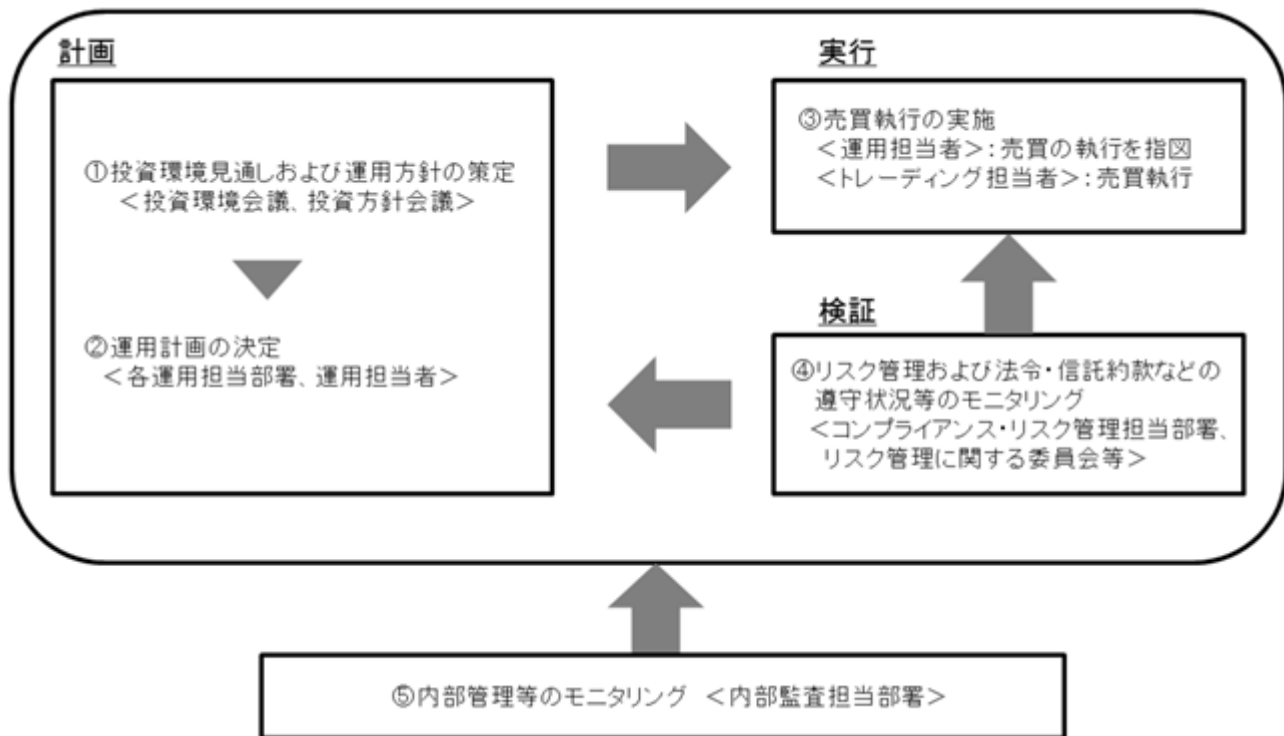 計画
①投資環境見通しおよび運用方針の策定
＜投資環境会議、投資方針会議＞
②運用計画の決定
＜各運用担当部署、運用担当者＞
実行
③売買執行の実施
＜運用担当者＞:売買の執行を指図
＜トレーディング担当者＞:売買執行
検証
④リスク管理および法令・信託約款などの
遵守状況等のモニタリング
＜コンプライアンス・リスク管理担当部署、
リスク管理に関する委員会等＞
⑤内部管理等のモニタリング ＜内部監査担当部署＞